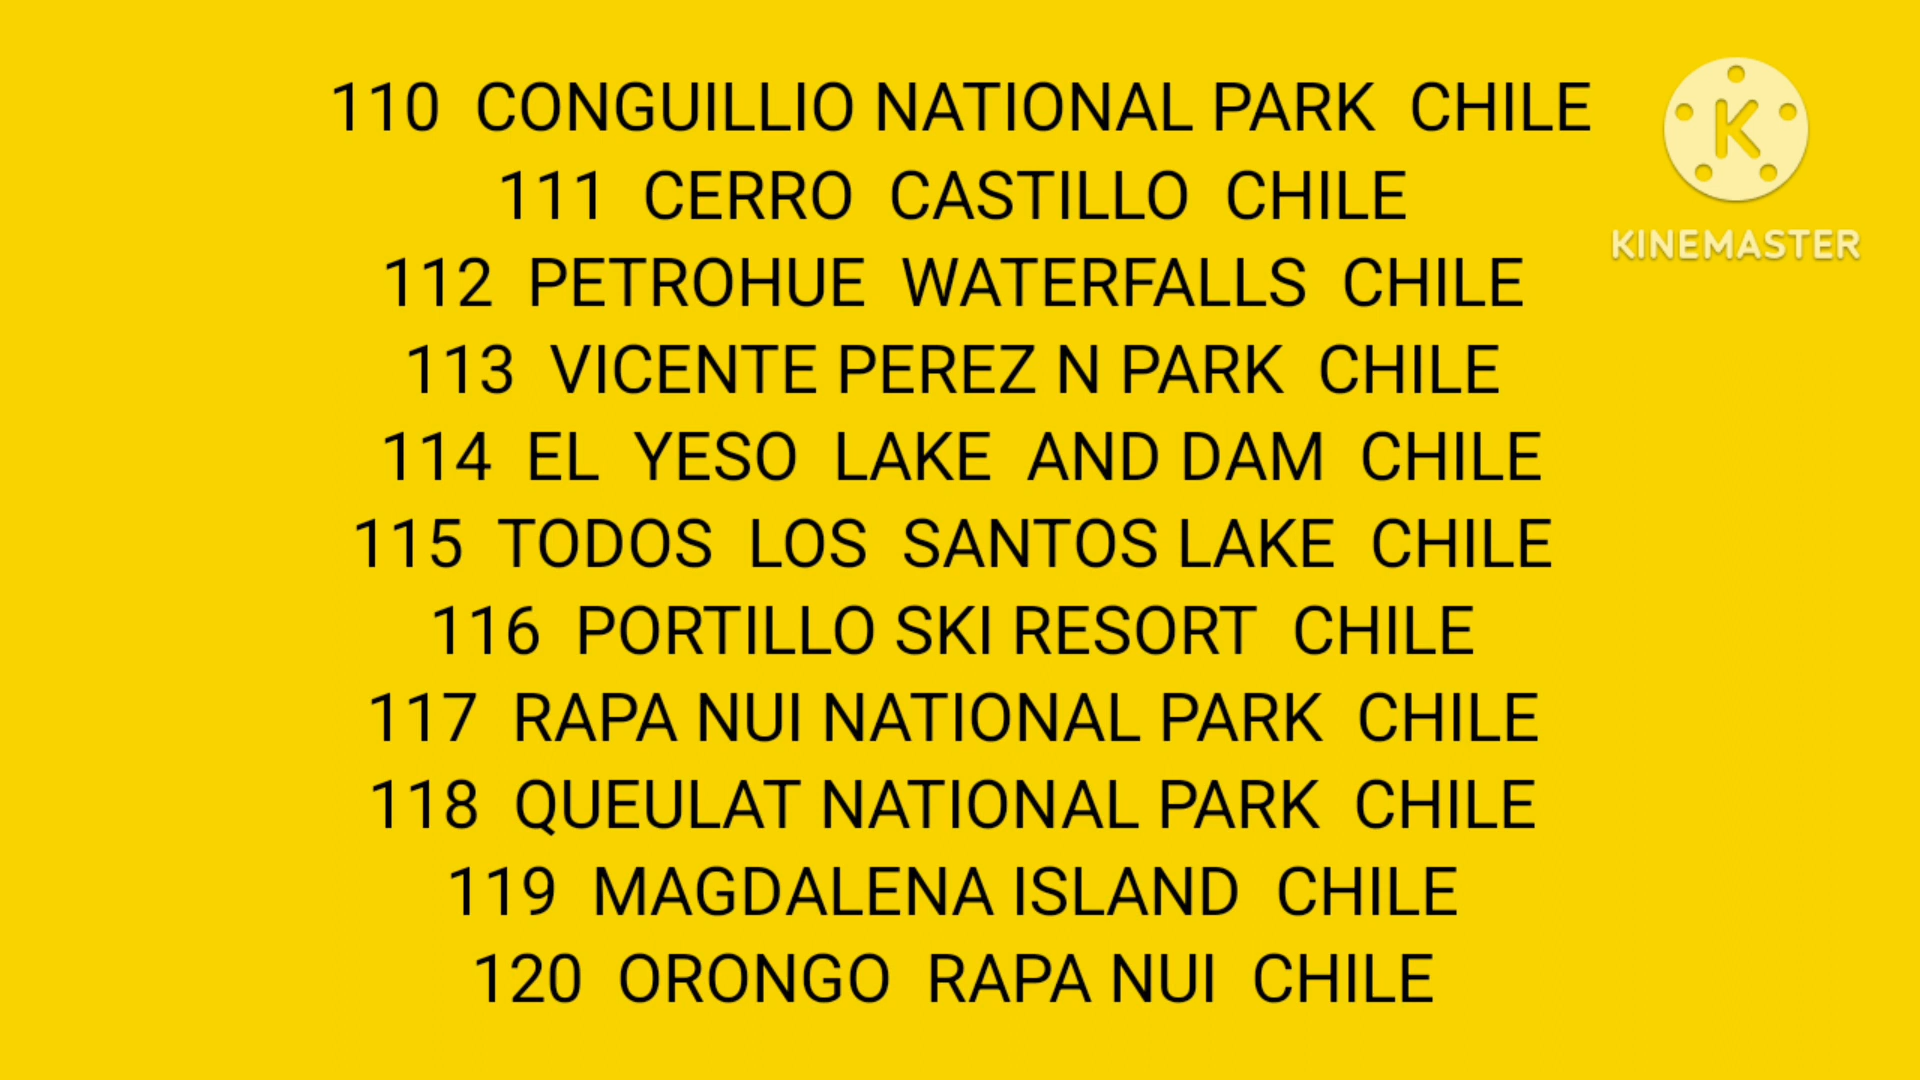 110 CONGUILLIO NATIONAL PARK CHILE
111 CERRO CASTILLO CHILE
112 PETROHUE WATERFALLS CHILE
113 VICENTE PEREZ N PARK CHILE
114 EL YESO LAKE AND DAM CHILE
115 TODOS LOS SANTOS LAKE CHILE
116 PORTILLO SKI RESORT CHILE
117 RAPA NUI NATIONAL PARK CHILE
118 QUEULAT NATIONAL PARK CHILE
119 MAGDALENA ISLAND CHILE
120 ORONGO RAPA NUI CHILE
K
KINEMASTER